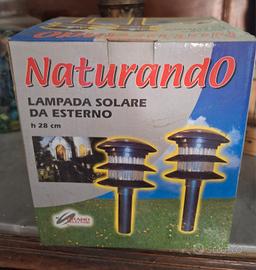 NaturandO
LAMPADA SOLARE
DA ESTERNO
h 28 cm